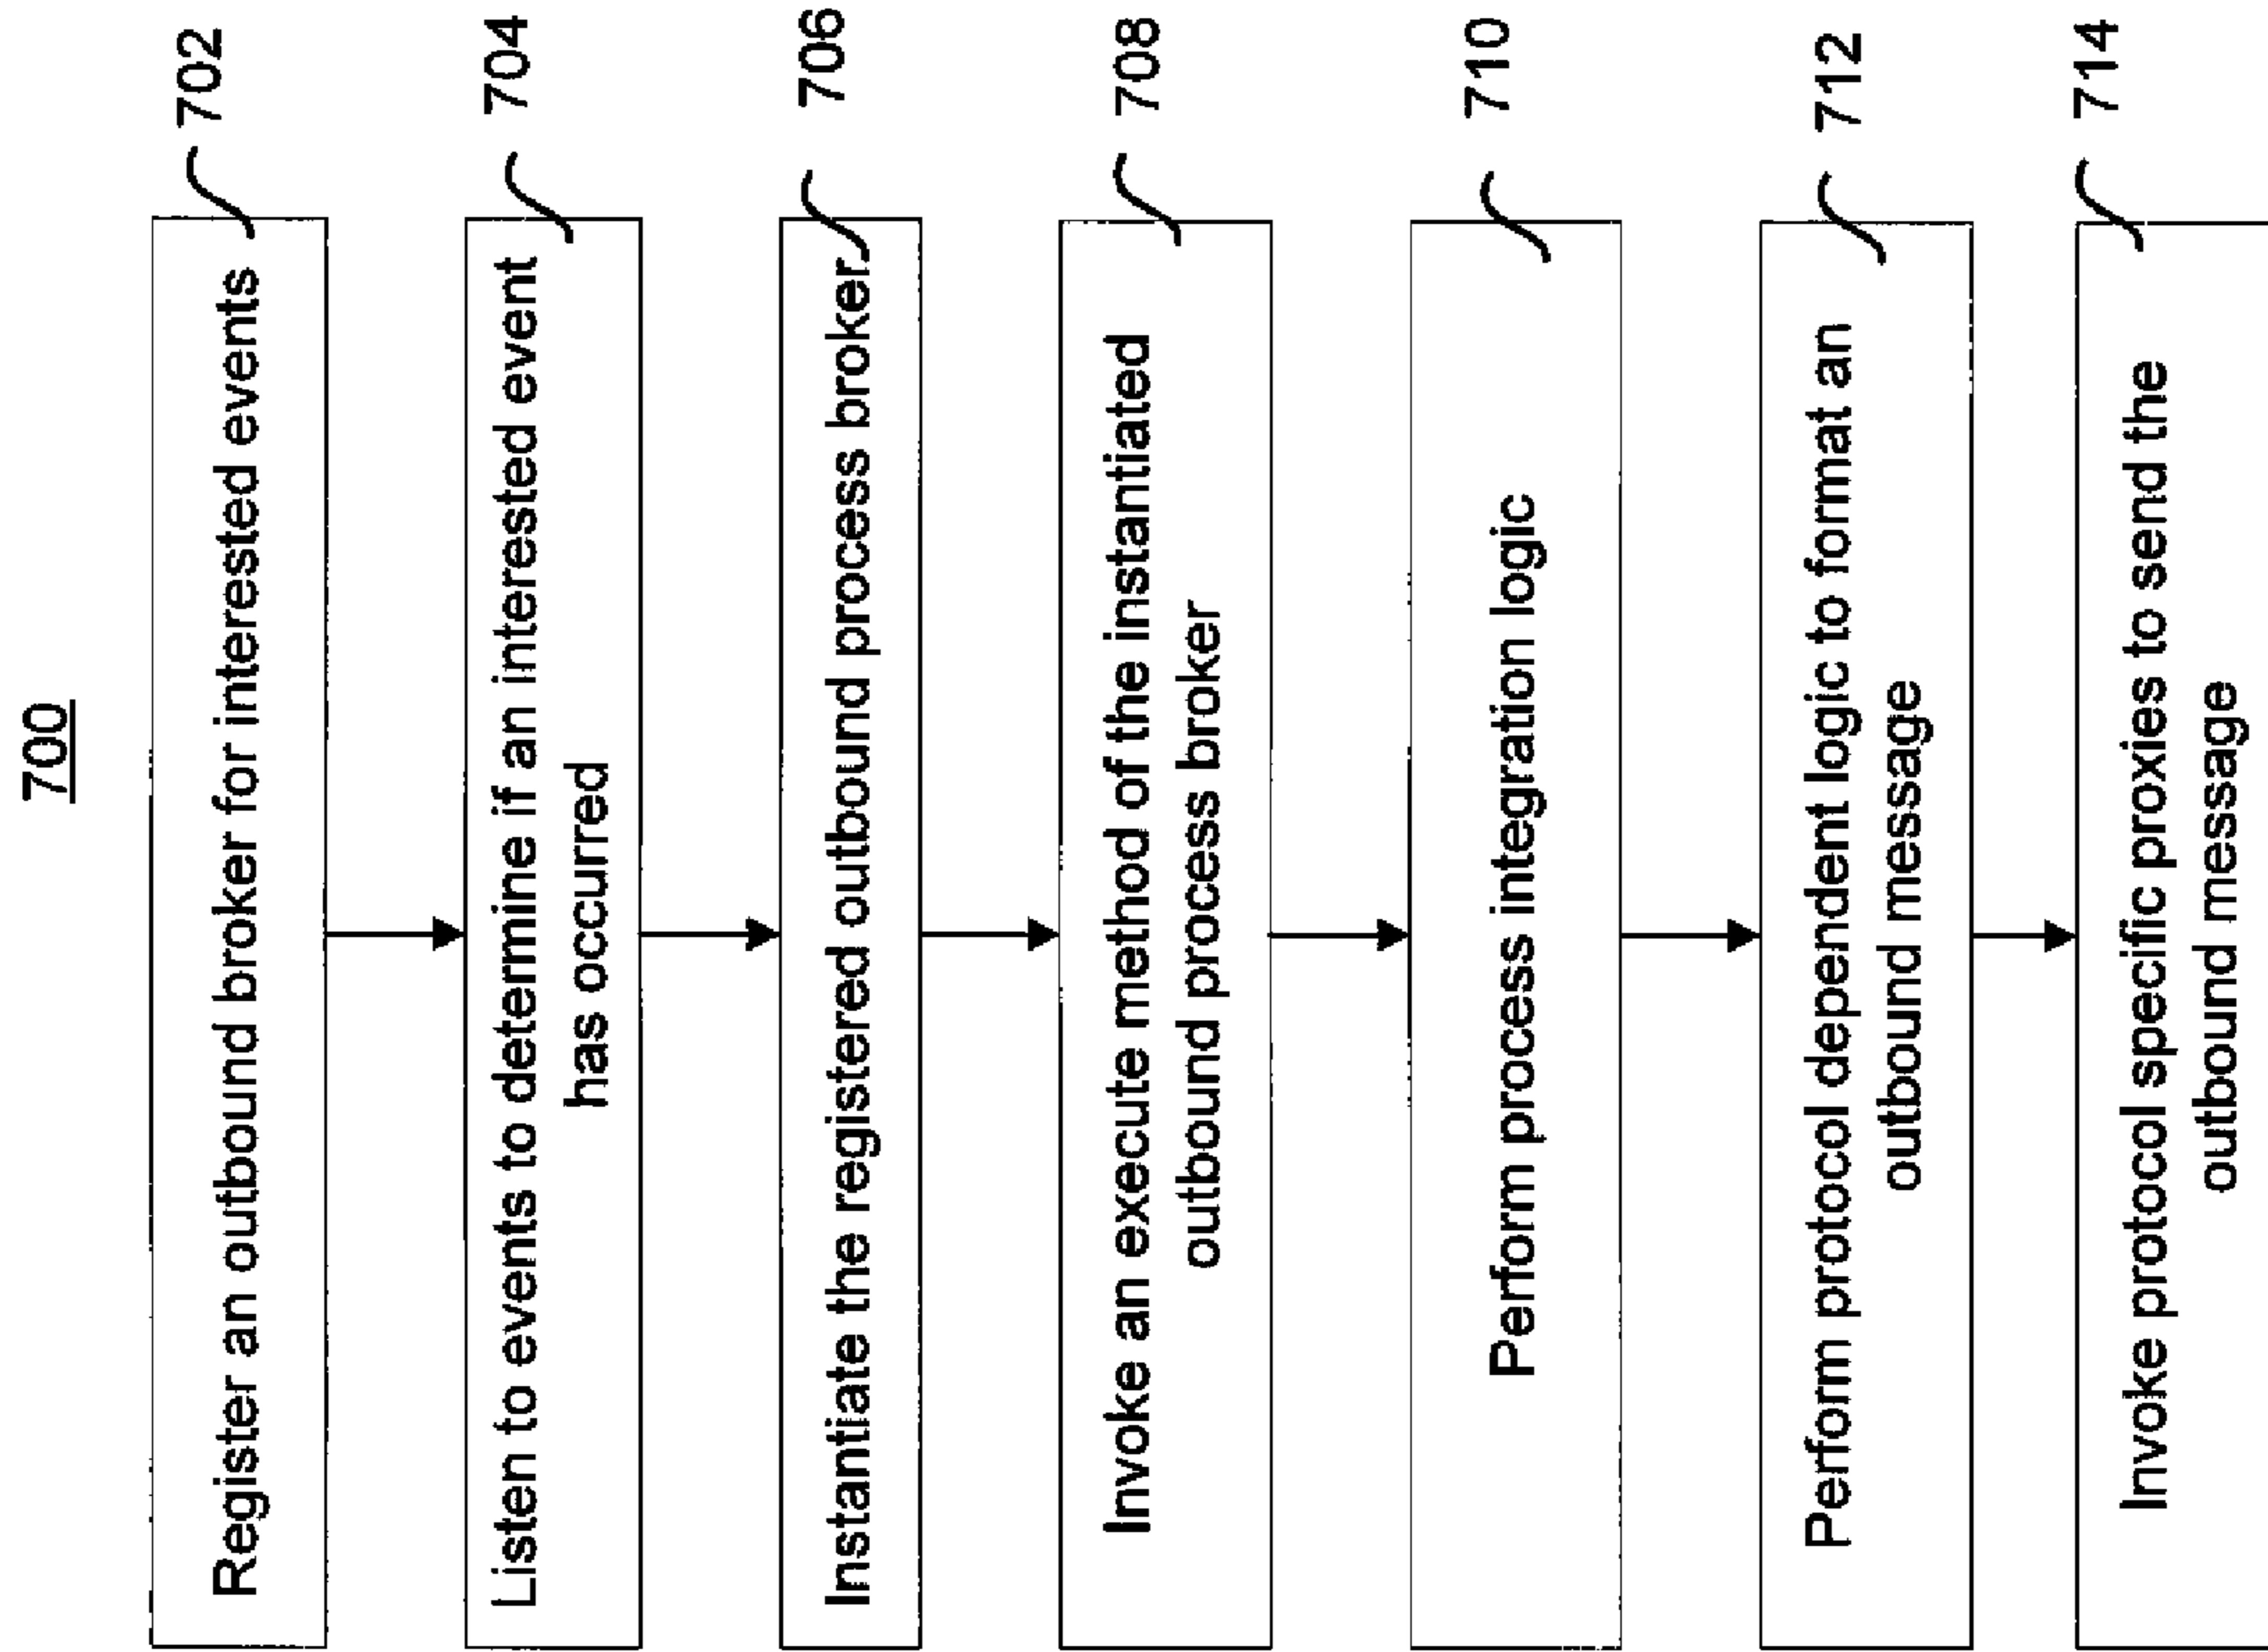 700
Register an outbound broker for interested events
702
Listen to events to determine if an interested event
has occurred
704
Instantiate the registered outbound process broker
706
Invoke an execute method of the instantiated
outbound process broker
708
Perform process integration logic
710
Perform protocol dependent logic to format an
outbound message
712
Invoke protocol specific proxies to send the
outbound message
714